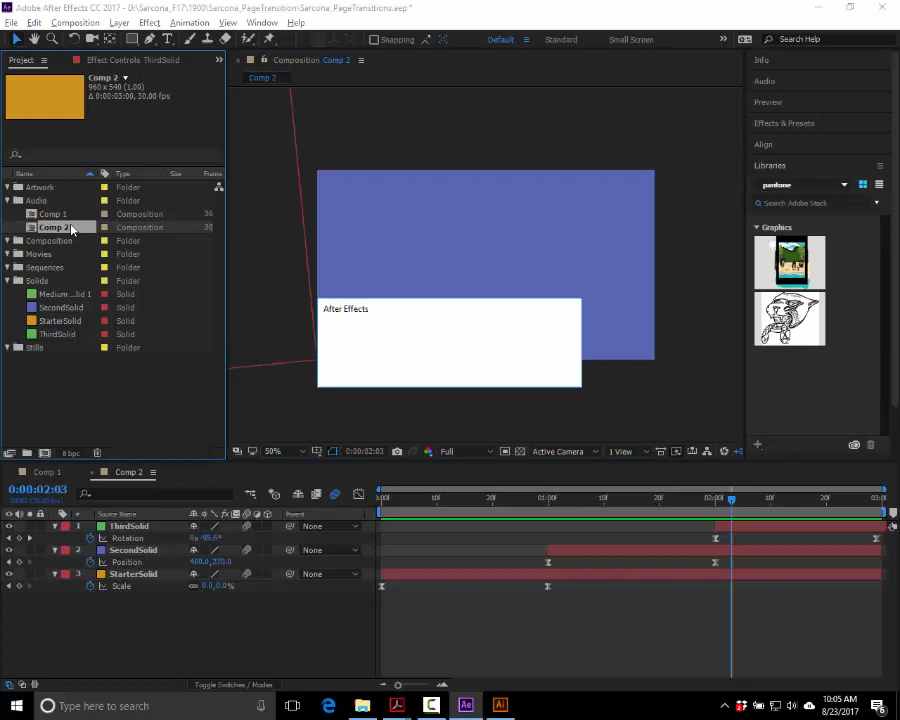 Adobe After Effects CC 2017 - D:\Sarcona_F17\1900\Sarcona_PageTransition\Sarcona_PageTransitions.aep *
File Edit Composition Layer Effect Animation View Window Help
Snapping Default Standard Small Screen Search Help
Project Effect Controls ThirdSolid
Composition Comp 2
Comp 2
Comp 2
960 x 540 (1.00)
Δ 0:00:03:00, 30.00 fps
Name Type Size Frame
Artwork Folder
Audio Folder
Comp 1 Composition 30
Comp 2 Composition 30
Composition Folder
Movies Folder
Sequences Folder
Solids Folder
Medium ...lid 1 Solid
SecondSolid Solid
StarterSolid Solid
ThirdSolid Solid
Stills Folder
8 bpc
After Effects
50% 0:00:02:03 Full Active Camera 1 View
Info
Audio
Preview
Effects & Presets
Align
Libraries
pantone
Search Adobe Stock
Graphics
Comp 1 Comp 2
0:00:02:03
# Source Name Parent
1 ThirdSolid None
Rotation
2 SecondSolid None
Position 480.0,270.0
3 StarterSolid None
Scale 0.0,0.0%
:00f 10f 20f 01:00f 10f 20f 02:00f 20f 03:0
Toggle Switches / Modes
Type here to search
10:05 AM
8/23/2017